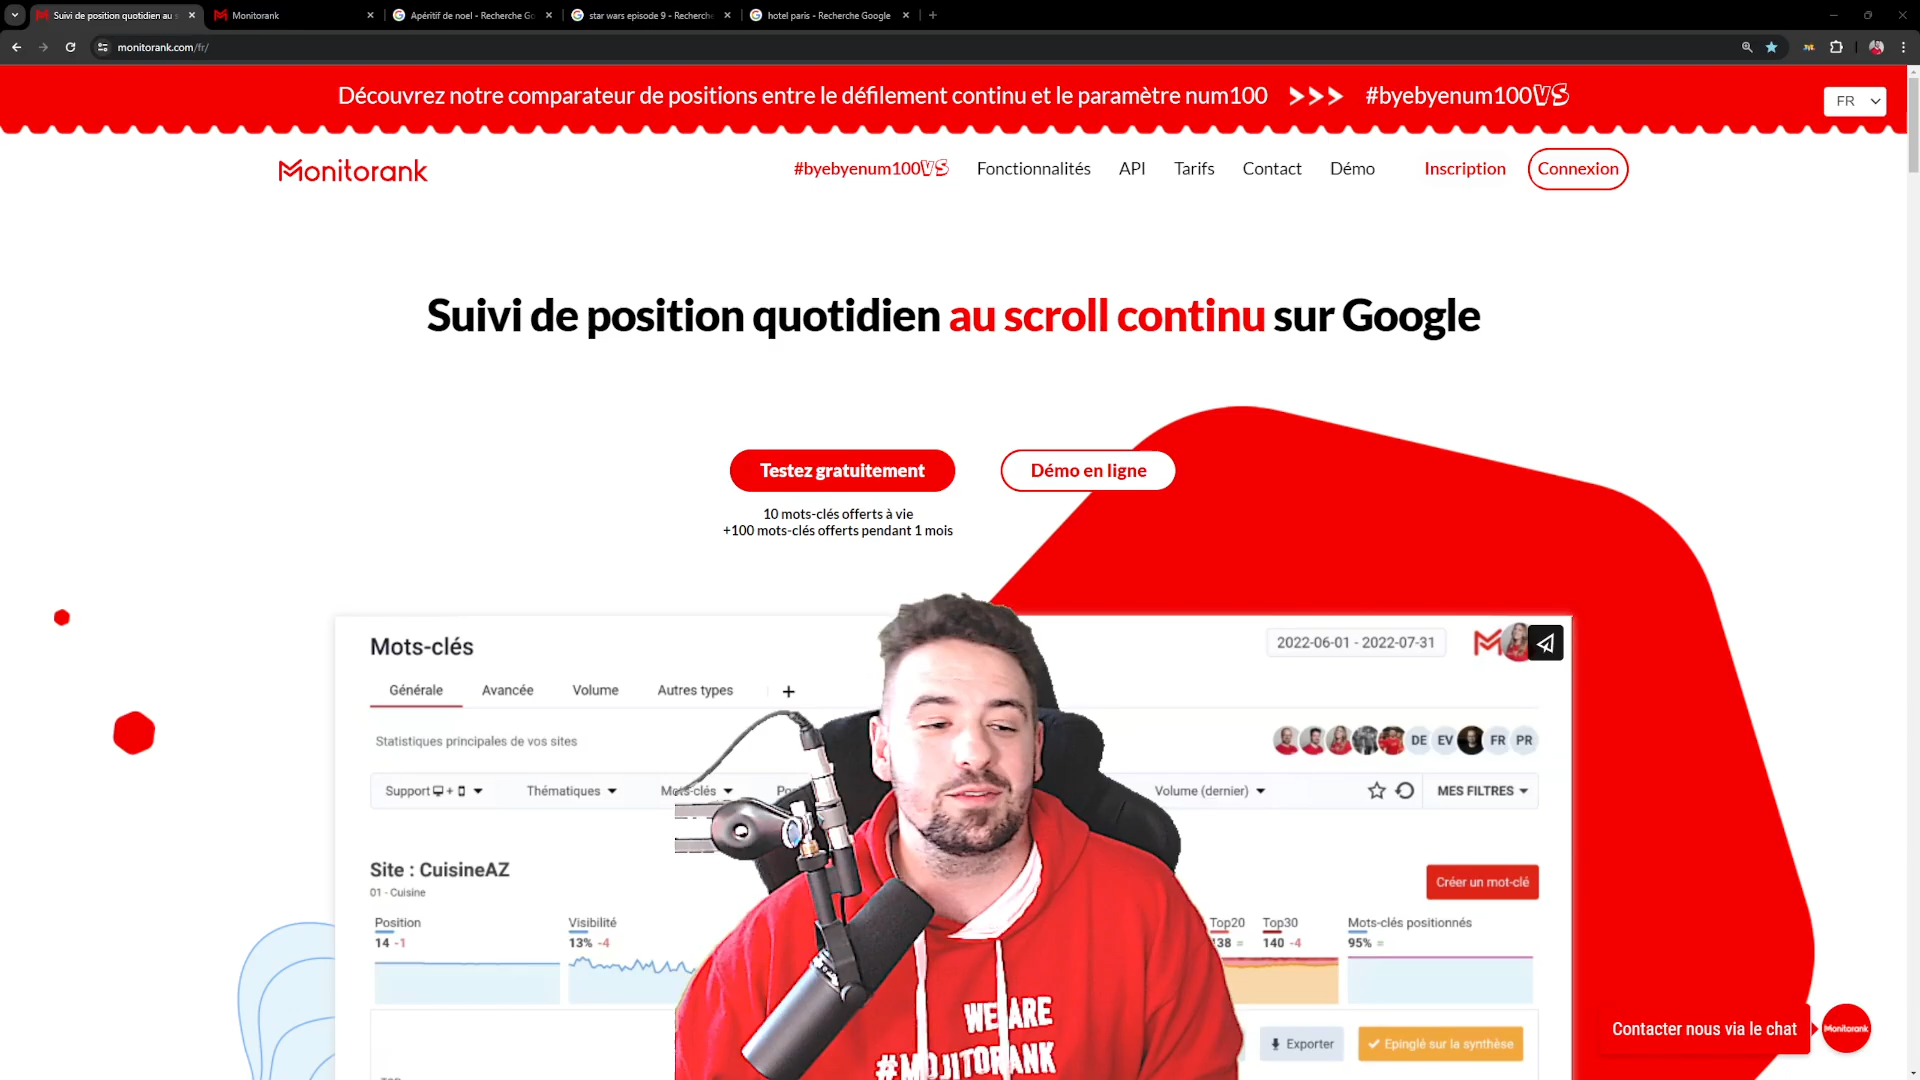 Suivi de position quotidien au s
Monitorank
Apéritif de noel - Recherche Go
star wars episode 9 - Recherche
hotel paris - Recherche Google
monitorank.com/fr/
Découvrez notre comparateur de positions entre le défilement continu et le paramètre num100 >>> #byebyenum100VS
FR
Monitorank
#byebyenum100VS
Fonctionnalités
API
Tarifs
Contact
Démo
Inscription
Connexion
Suivi de position quotidien au scroll continu sur Google
Testez gratuitement
Démo en ligne
10 mots-clés offerts à vie
+100 mots-clés offerts pendant 1 mois
Mots-clés
2022-06-01 - 2022-07-31
Générale
Avancée
Volume
Autres types
+
Statistiques principales de vos sites
DE
EV
FR
PR
Support
+
Thématiques
Mots-clés
Volume (dernier)
MES FILTRES
Site : CuisineAZ
01 - Cuisine
Créer un mot-clé
Position
14 -1
Visibilité
13% -4
Top20
138 =
Top30
140 -4
Mots-clés positionnés
95% =
WE ARE
#MOJITORANK
Exporter
Epinglé sur la synthèse
Contacter nous via le chat
Monitorank